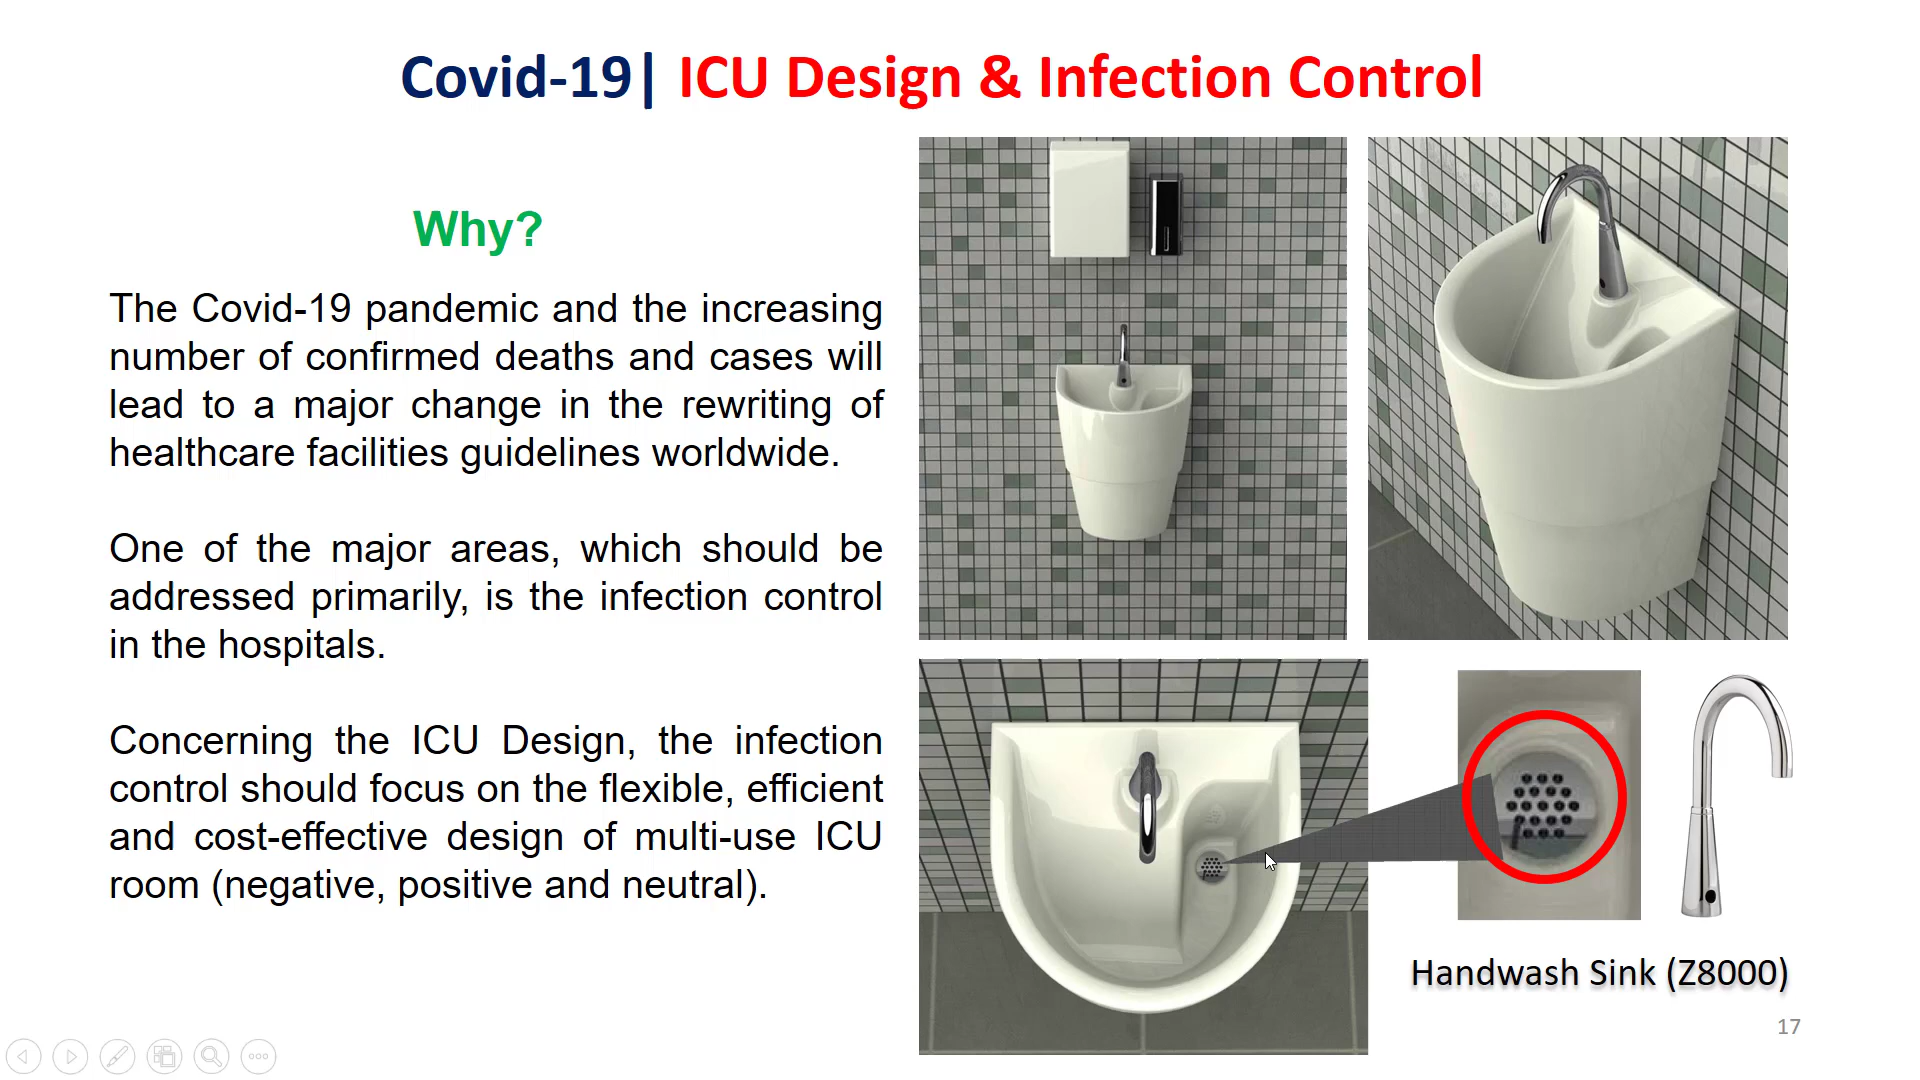 Covid-19| ICU Design & Infection Control
Why?
The Covid-19 pandemic and the increasing
number of confirmed deaths and cases will
lead to a major change in the rewriting of
healthcare facilities guidelines worldwide.
One of the major areas, which should be
addressed primarily, is the infection control
in the hospitals.
Concerning the ICU Design, the infection
control should focus on the flexible, efficient
and cost-effective design of multi-use ICU
room (negative, positive and neutral).
Handwash Sink (Z8000)
17